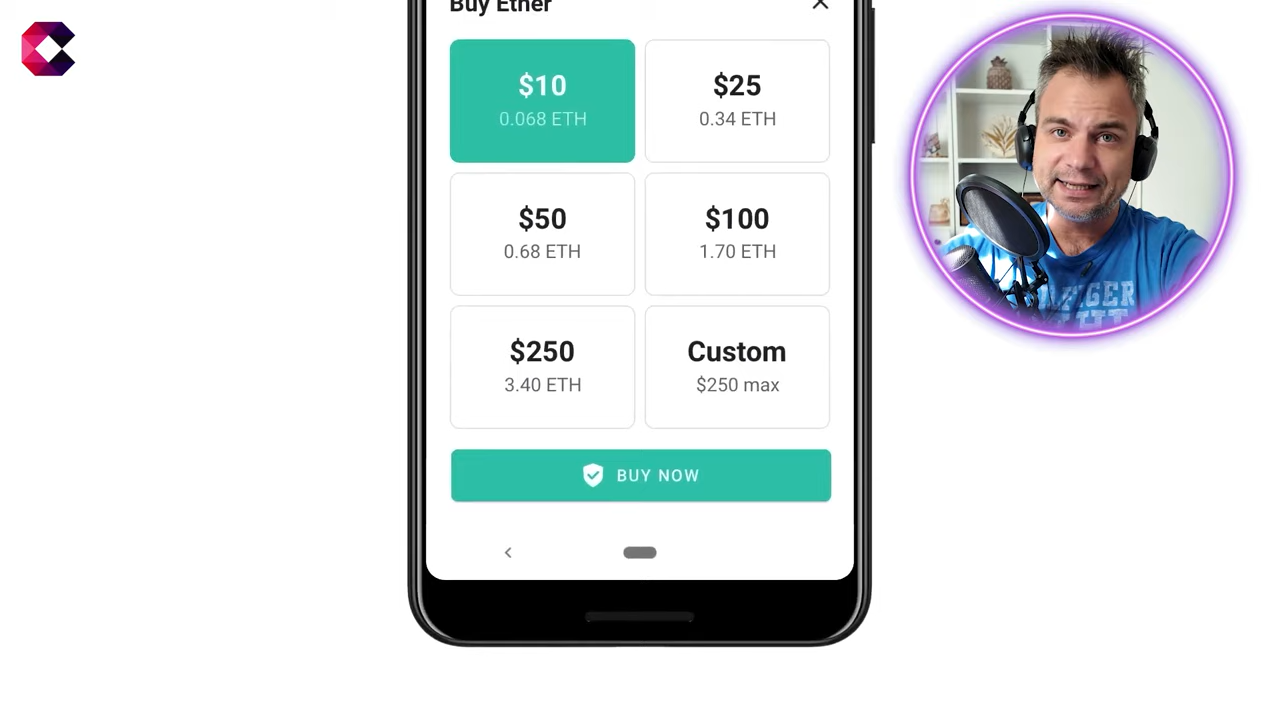 Buy Ether
$10
0.068 ETH
$25
0.34 ETH
$50
0.68 ETH
$100
1.70 ETH
$250
3.40 ETH
Custom
$250 max
BUY NOW